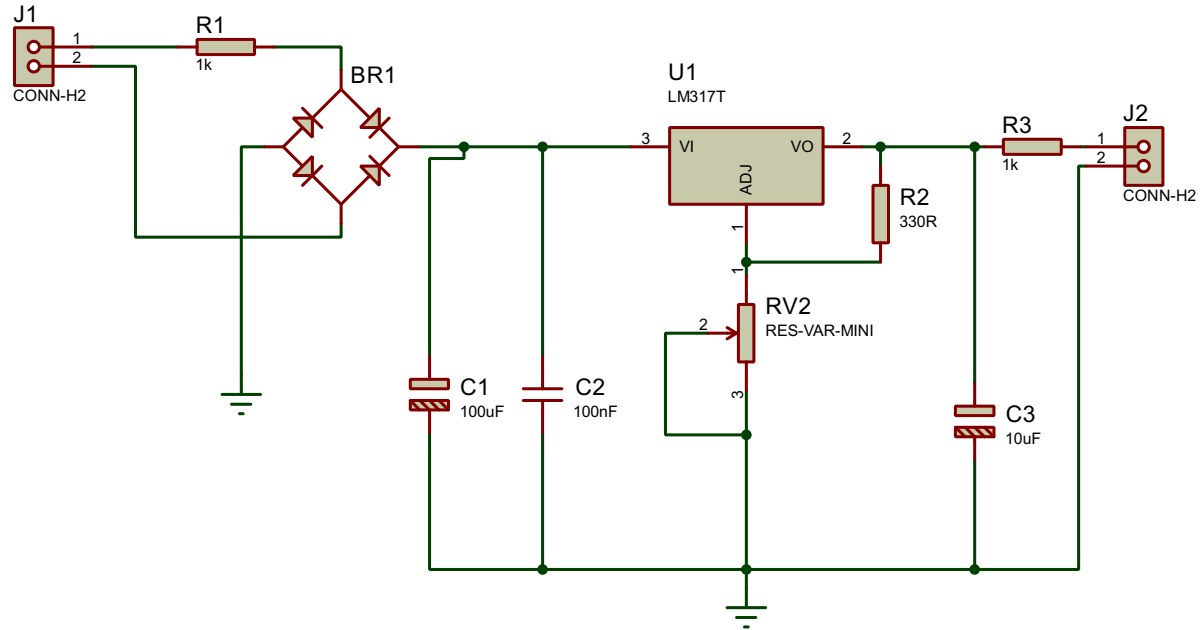 J1
1
2
CONN-H2
R1
1k
BR1
U1
LM317T
3
VI
VO
2
ADJ
1
R2
330R
R3
1k
J2
1
2
CONN-H2
1
RV2
RES-VAR-MINI
2
3
C1
100uF
C2
100nF
C3
10uF